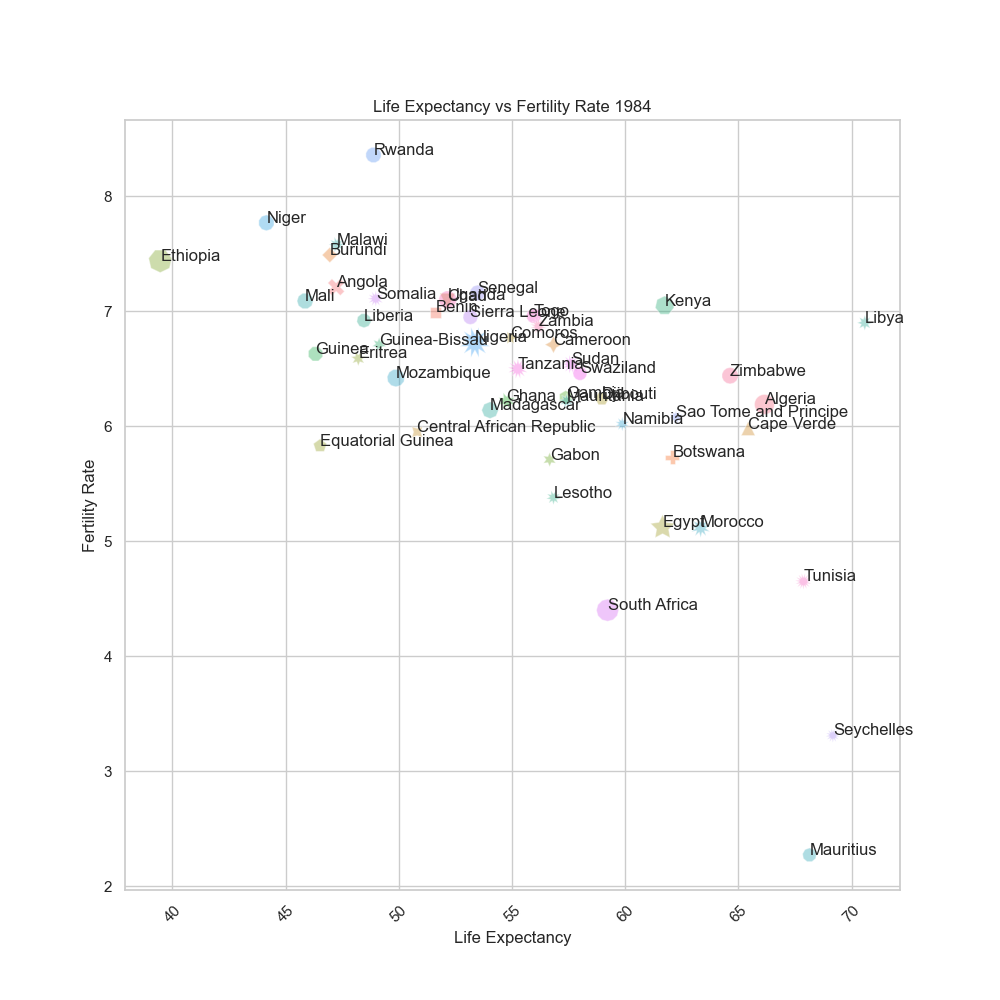 Life Expectancy vs Fertility Rate 1984
Rwanda
8
Niger
Malawi
Burundi
Ethiopia
Angola
Senegal
Somalia
Uganda
Mali
Kenya
Benin
7
Sierra Leone
Togo
Liberia
Zambia
Libya
Comoros
Nigeria
Guinea-Bissau
Cameroon
Guinea
Eritrea
Sudan
Tanzania
Swaziland
Mozambique
Zimbabwe
Gambia
Djibouti
Mauritania
Ghana
Algeria
Madagascar
Sao Tome and Principe
Namibia
Cape Verde
6
Central African Republic
Equatorial Guinea
Botswana
Gabon
Lesotho
Egypt
Morocco
5
Tunisia
South Africa
4
Seychelles
3
Mauritius
2
Fertility Rate
40 45 50 55 60 65 70
Life Expectancy